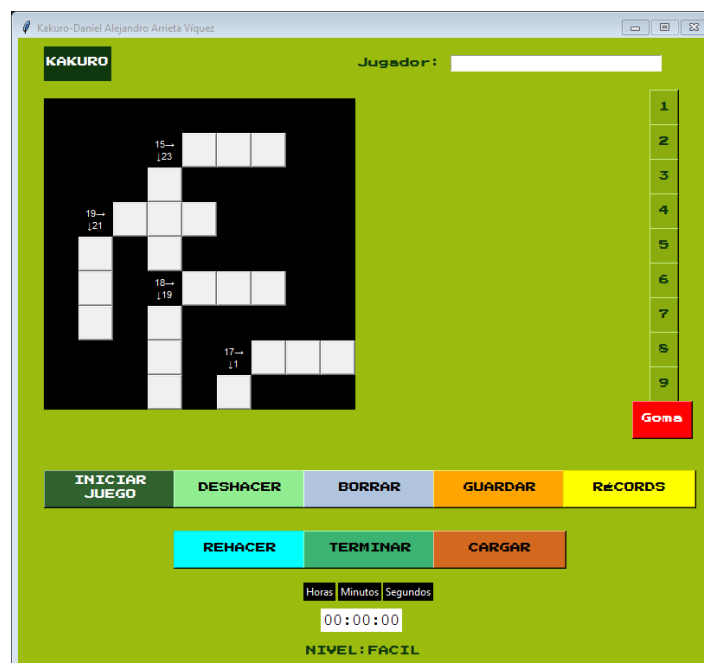 Kakuro-Daniel Alejandro Arrieta Víquez
KAKURO
Jugador:
15→
↓23
19→
↓21
18→
↓19
17→
↓1
1
2
3
4
5
6
7
8
9
Goma
INICIAR
JUEGO
DESHACER
BORRAR
GUARDAR
RéCORDS
REHACER
TERMINAR
CARGAR
Horas Minutos Segundos
00:00:00
NIVEL:FACIL